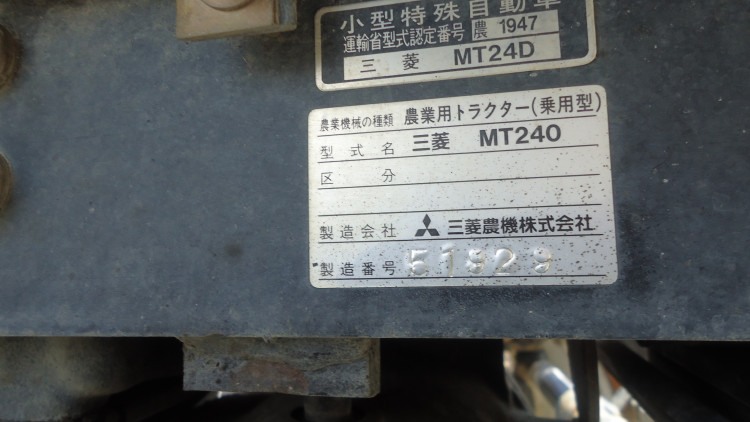 小型特殊自動車
運輸省型式認定番号 農 1947
三菱 MT24D
農業機械の種類 農業用トラクター(乗用型)
型式名 三菱 MT240
区分
製造会社 三菱農機株式会社
製造番号 51829